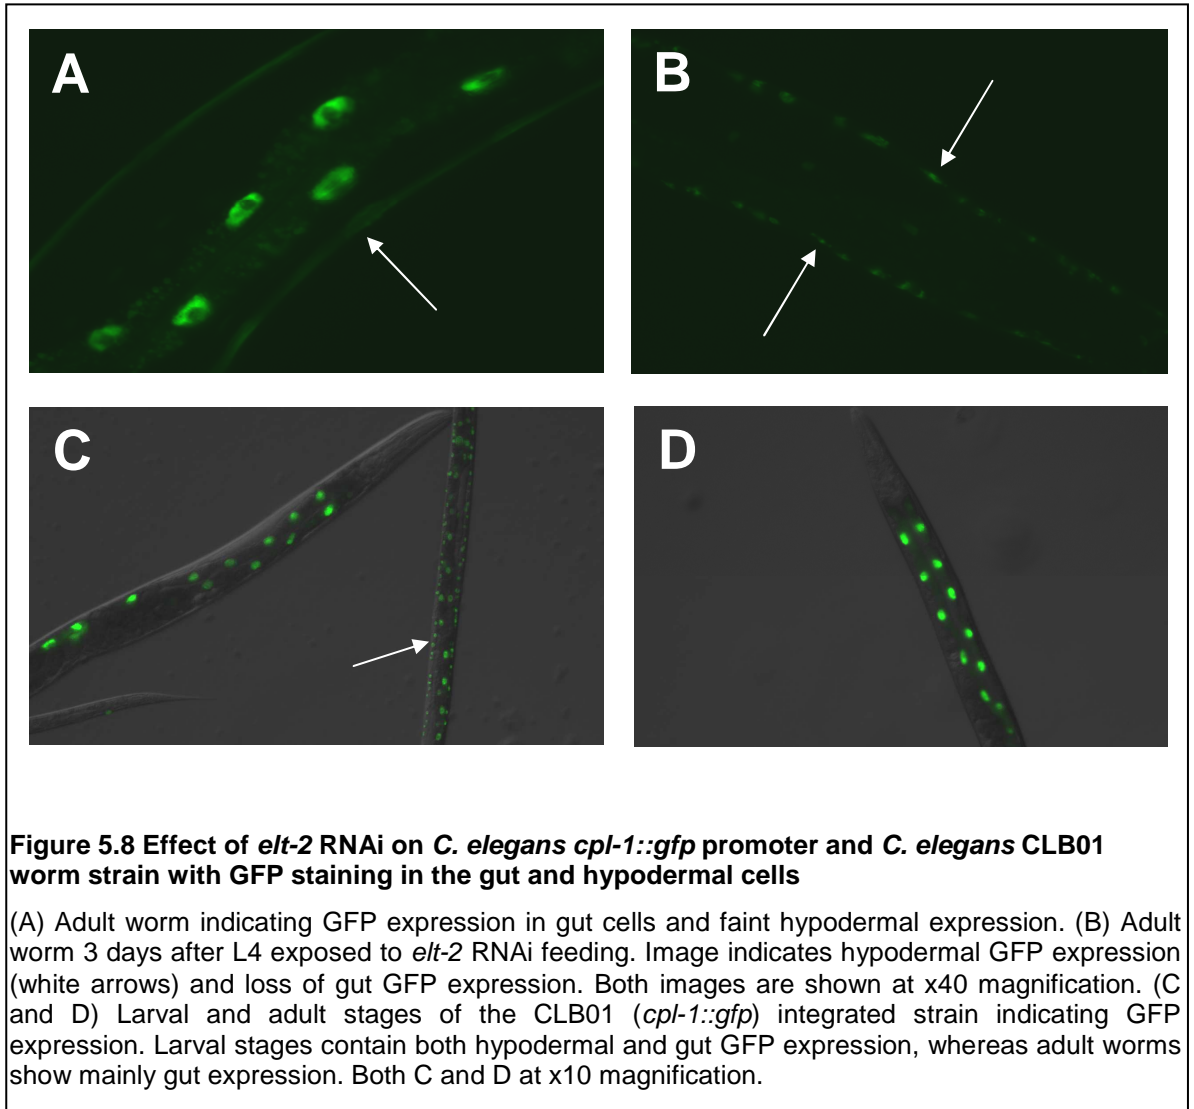 A
B
C
D
Figure 5.8 Effect of elt-2 RNAi on C. elegans cpl-1::gfp promoter and C. elegans CLB01
worm strain with GFP staining in the gut and hypodermal cells
(A) Adult worm indicating GFP expression in gut cells and faint hypodermal expression. (B) Adult
worm 3 days after L4 exposed to elt-2 RNAi feeding. Image indicates hypodermal GFP expression
(white arrows) and loss of gut GFP expression. Both images are shown at x40 magnification. (C
and D) Larval and adult stages of the CLB01 (cpl-1::gfp) integrated strain indicating GFP
expression. Larval stages contain both hypodermal and gut GFP expression, whereas adult worms
show mainly gut expression. Both C and D at x10 magnification.